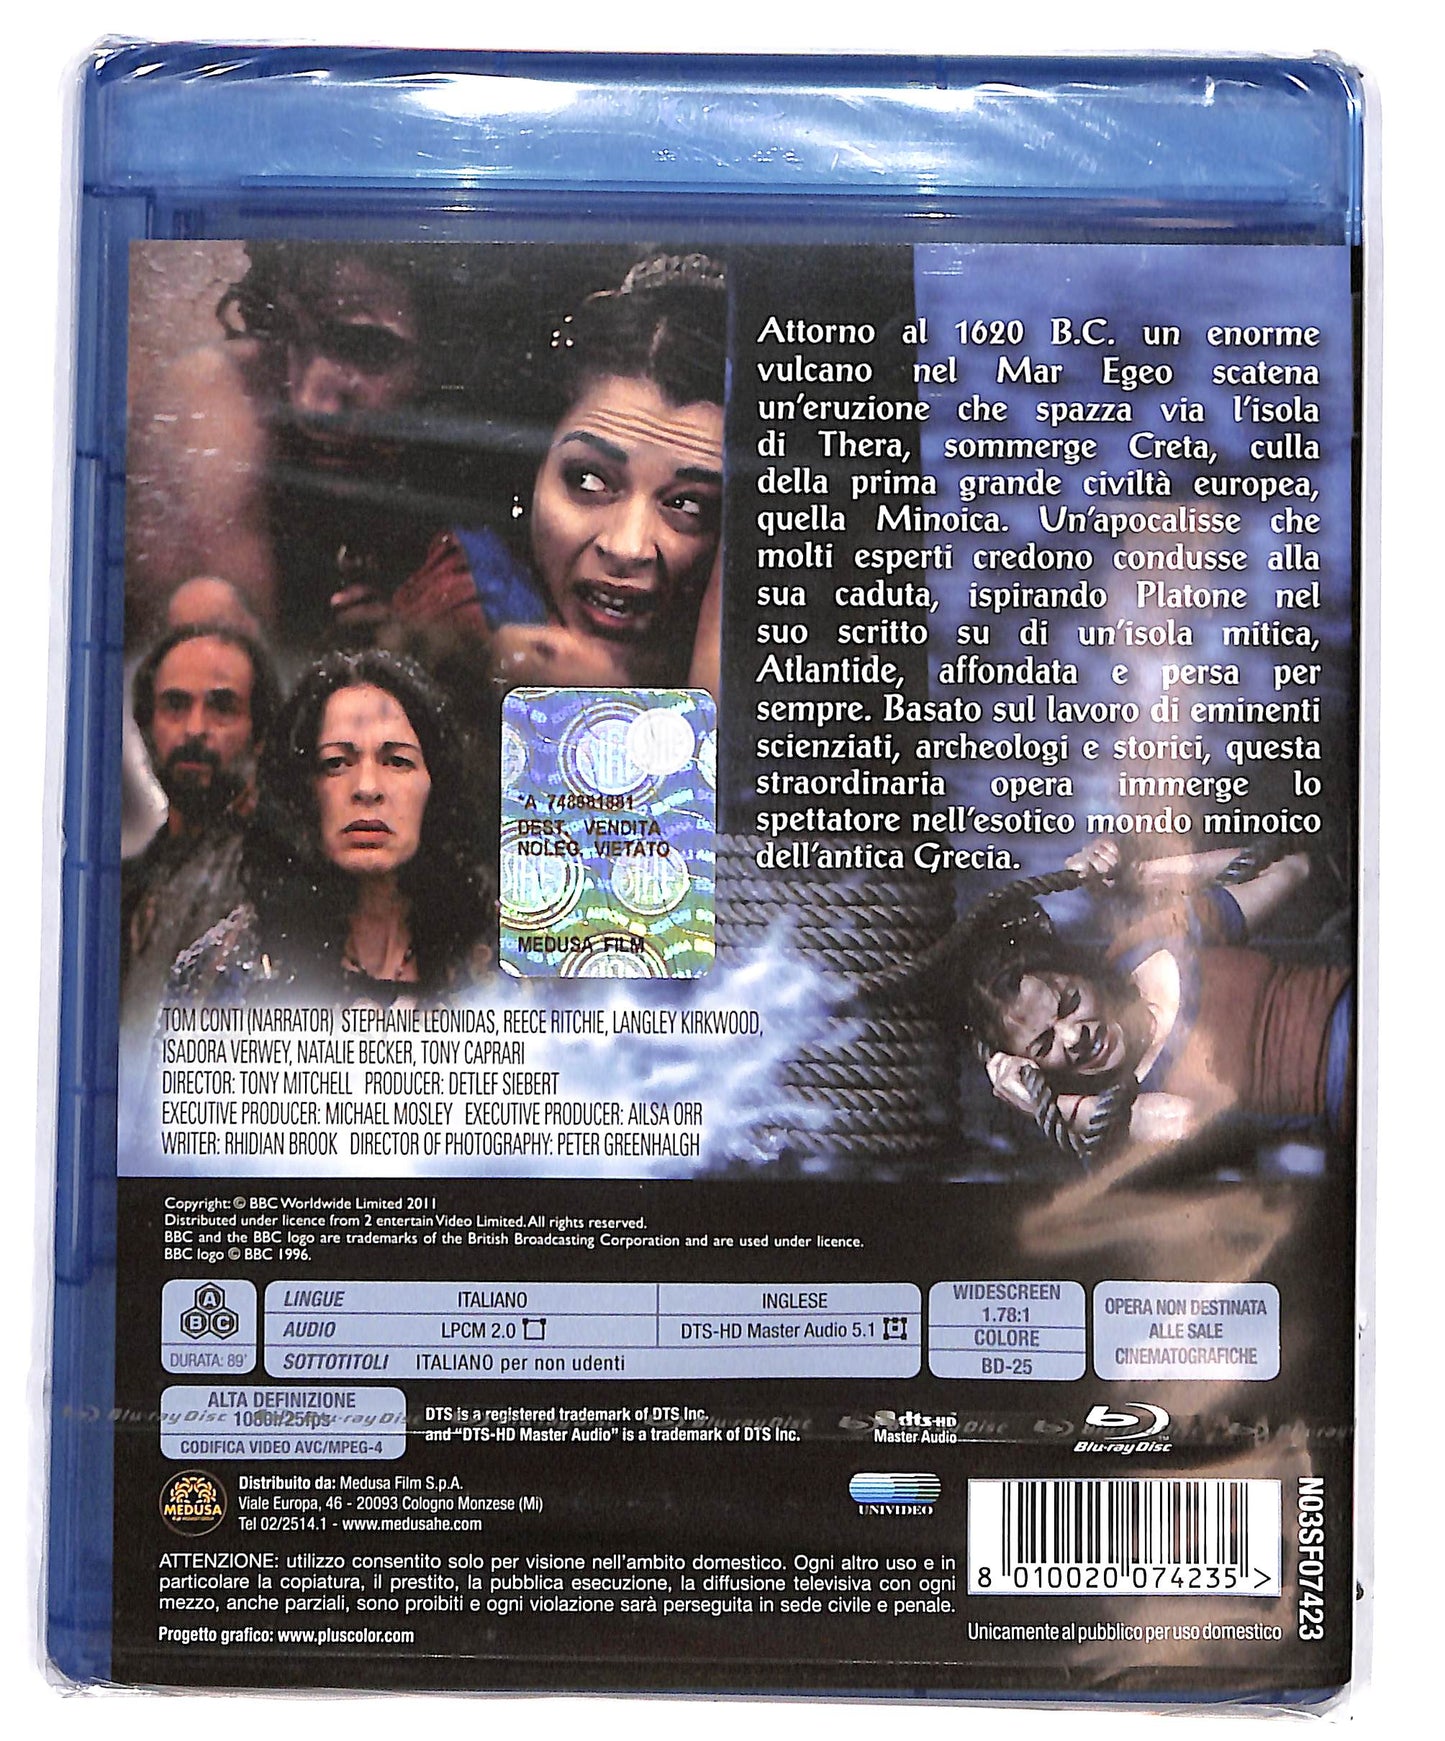 Attorno al 1620 B.C. un enorme
vulcano nel Mar Egeo scatena
un'eruzione che spazza via l'isola
di Thera, sommerge Creta, culla
della prima grande civiltà europea,
quella Minoica. Un'apocalisse che
molti esperti credono condusse alla
sua caduta, ispirando Platone nel
suo scritto su di un'isola mitica,
Atlantide, affondata e persa per
sempre. Basato sul lavoro di eminenti
scienziati, archeologi e storici, questa
straordinaria opera immerge lo
spettatore nell'esotico mondo minoico
dell'antica Grecia.
DEST. VENDITA
NOLEG. VIETATO
MEDUSA FILM
TOM CONTI (NARRATOR) STEPHANIE LEONIDAS, REECE RITCHIE, LANGLEY KIRKWOOD,
ISADORA VERWEY, NATALIE BECKER, TONY CAPRARI
DIRECTOR: TONY MITCHELL PRODUCER: DETLEF SIEBERT
EXECUTIVE PRODUCER: MICHAEL MOSLEY EXECUTIVE PRODUCER: AILSA ORR
WRITER: RHIDIAN BROOK DIRECTOR OF PHOTOGRAPHY: PETER GREENHALGH
Copyright: © BBC Worldwide Limited 2011
Distributed under licence from 2 entertain Video Limited. All rights reserved.
BBC and the BBC logo are trademarks of the British Broadcasting Corporation and are used under licence.
BBC logo © BBC 1996.
A B C
DURATA: 89'
LINGUE ITALIANO INGLESE
AUDIO LPCM 2.0 DTS-HD Master Audio 5.1
SOTTOTITOLI ITALIANO per non udenti
WIDESCREEN
1.78:1
COLORE
BD-25
OPERA NON DESTINATA
ALLE SALE
CINEMATOGRAFICHE
ALTA DEFINIZIONE
CODIFICA VIDEO AVC/MPEG-4
DTS is a registered trademark of DTS Inc.
and "DTS-HD Master Audio" is a trademark of DTS Inc.
dts-HD
Master Audio
Blu-ray Disc
MEDUSA
Distribuito da: Medusa Film S.p.A.
Viale Europa, 46 - 20093 Cologno Monzese (Mi)
Tel 02/2514.1 - www.medusahe.com
UNIVIDEO
ATTENZIONE: utilizzo consentito solo per visione nell'ambito domestico. Ogni altro uso e in
particolare la copiatura, il prestito, la pubblica esecuzione, la diffusione televisiva con ogni
mezzo, anche parziali, sono proibiti e ogni violazione sarà perseguita in sede civile e penale.
Progetto grafico: www.pluscolor.com
8 010020 074235 >
Unicamente al pubblico per uso domestico
N03SF07423